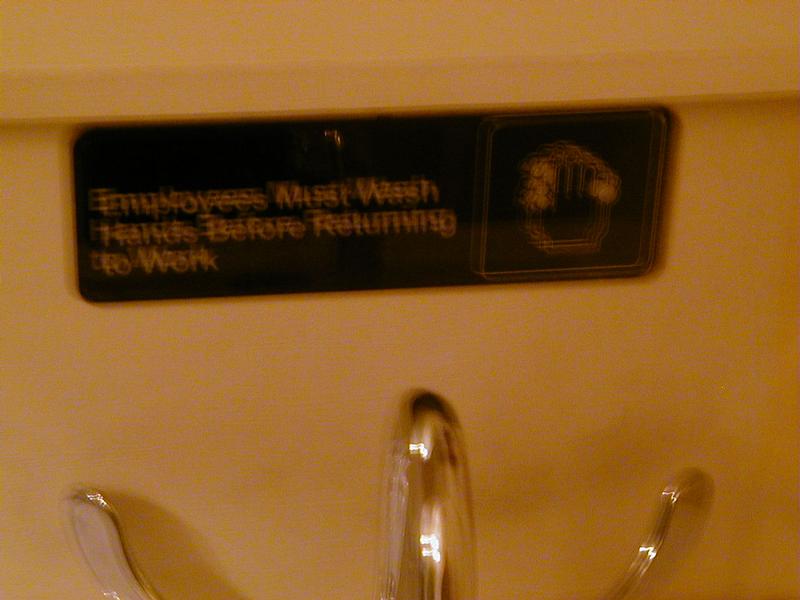 Employees Must Wash
Hands Before Returning
to Work